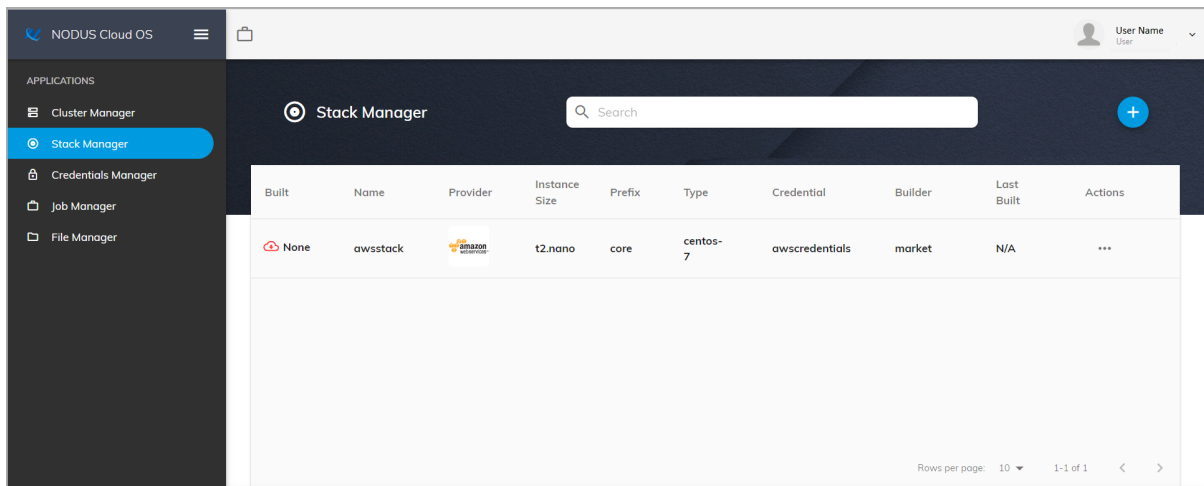 NODUS Cloud OS
User Name
User
APPLICATIONS
Cluster Manager
Stack Manager
Credentials Manager
Job Manager
File Manager
Stack Manager
Search
Built Name Provider Instance Size Prefix Type Credential Builder Last Built Actions
None awsstack amazon webservices t2.nano core centos-7 awscredentials market N/A
Rows per page: 10 1-1 of 1